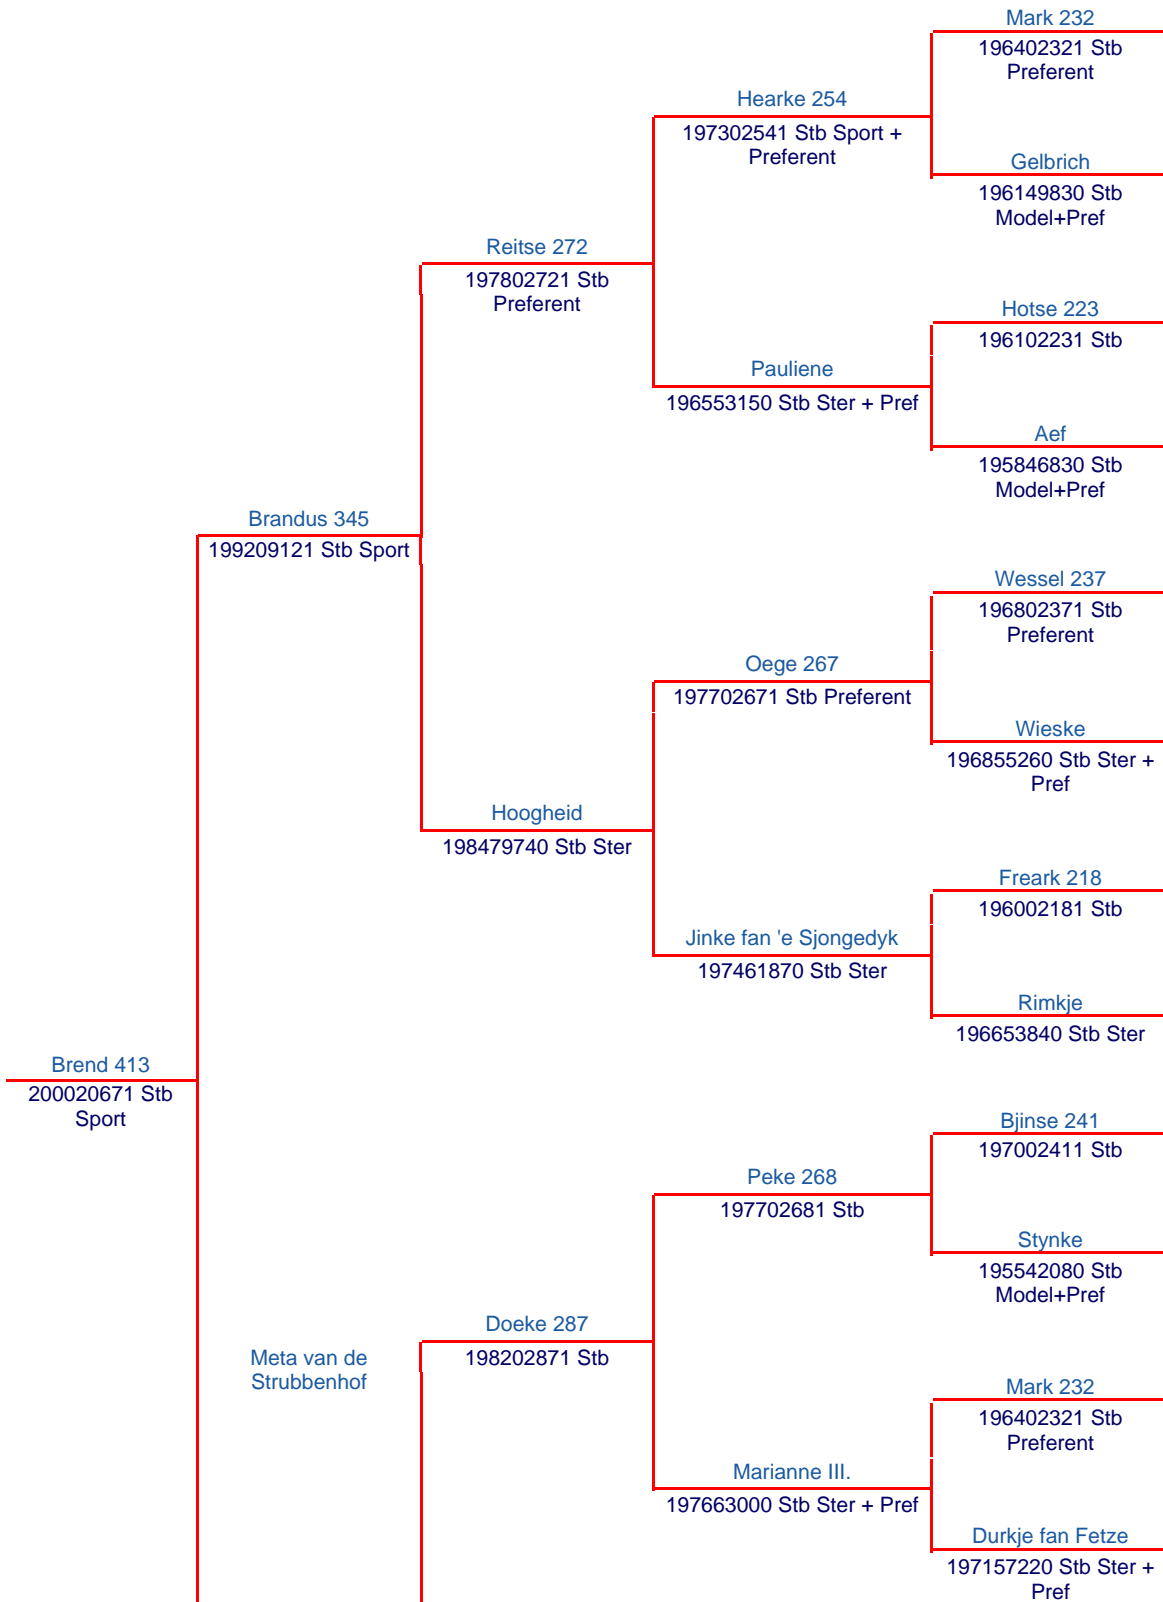 Mark 232
196402321 Stb
Preferent
Hearke 254
197302541 Stb Sport +
Preferent
Gelbrich
196149830 Stb
Model+Pref
Reitse 272
197802721 Stb
Preferent
Hotse 223
196102231 Stb
Pauliene
196553150 Stb Ster + Pref
Aef
195846830 Stb
Model+Pref
Brandus 345
199209121 Stb Sport
Wessel 237
196802371 Stb
Preferent
Oege 267
197702671 Stb Preferent
Wieske
196855260 Stb Ster +
Pref
Hoogheid
198479740 Stb Ster
Freark 218
196002181 Stb
Jinke fan 'e Sjongedyk
197461870 Stb Ster
Rimkje
196653840 Stb Ster
Brend 413
200020671 Stb
Sport
Bjinse 241
197002411 Stb
Peke 268
197702681 Stb
Stynke
195542080 Stb
Model+Pref
Doeke 287
198202871 Stb
Meta van de
Strubbenhof
Mark 232
196402321 Stb
Preferent
Marianne III.
197663000 Stb Ster + Pref
Durkje fan Fetze
197157220 Stb Ster +
Pref